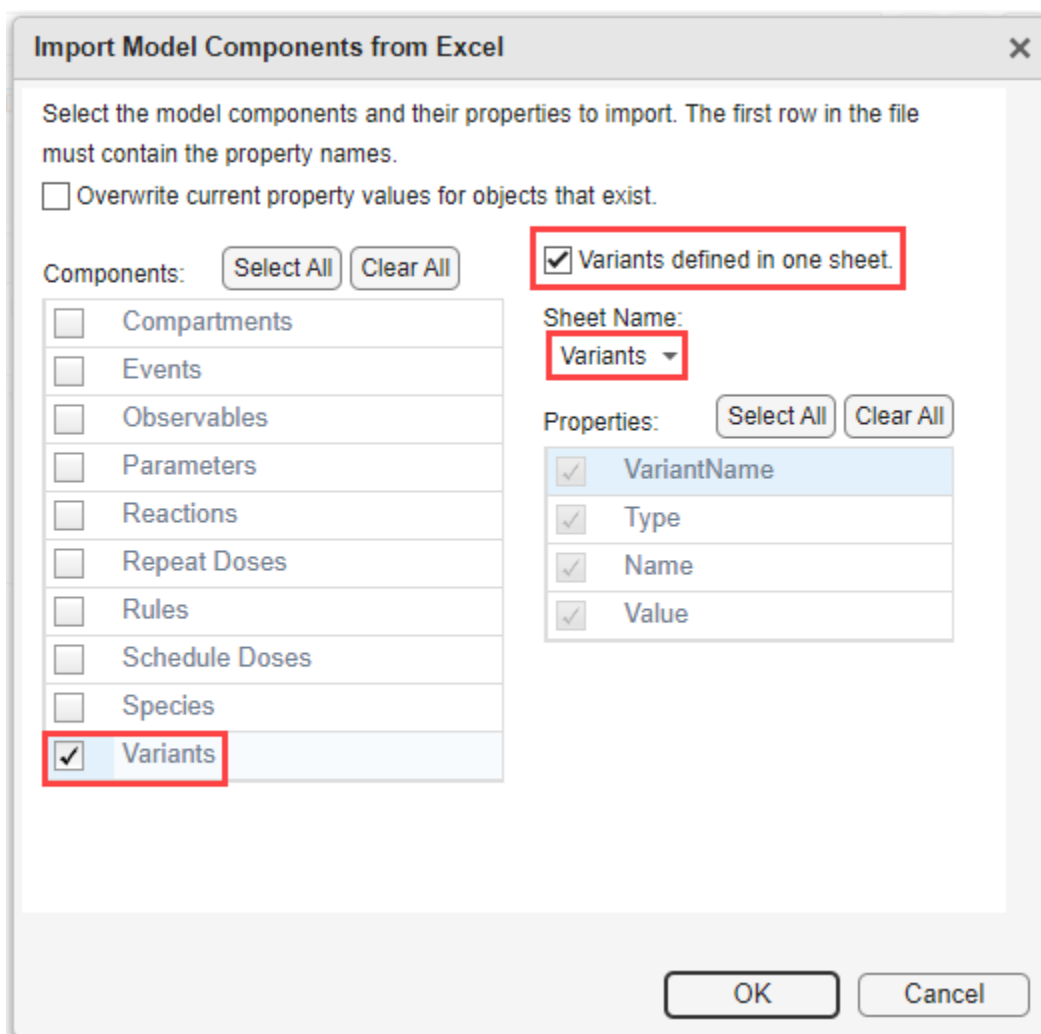 Import Model Components from Excel
Select the model components and their properties to import. The first row in the file
must contain the property names.
Overwrite current property values for objects that exist.
Components:
Select All
Clear All
Compartments
Events
Observables
Parameters
Reactions
Repeat Doses
Rules
Schedule Doses
Species
Variants
Variants defined in one sheet.
Sheet Name:
Variants
Properties:
Select All
Clear All
VariantName
Type
Name
Value
OK
Cancel